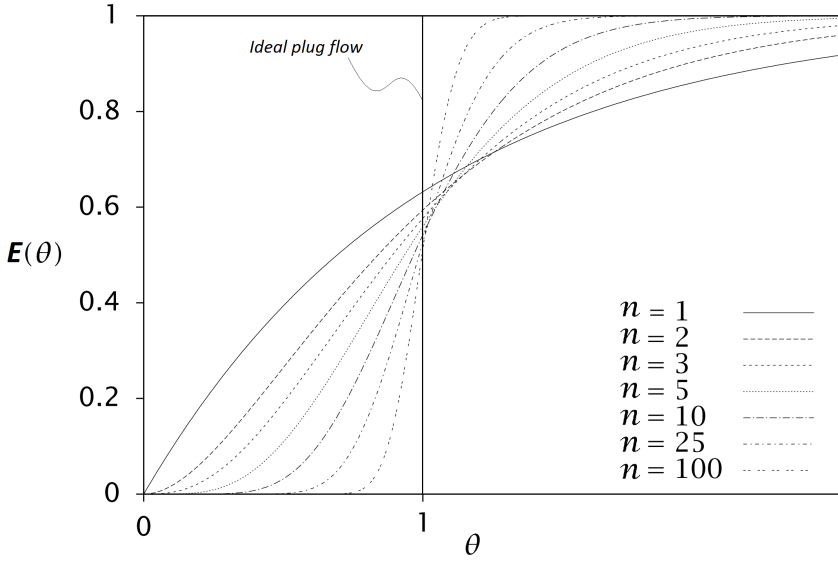 1
Ideal plug flow
0.8
0.6
E(θ)
0.4
n = 1
n = 2
n = 3
0.2
n = 5
n = 10
n = 25
n = 100
0
0
1
θ